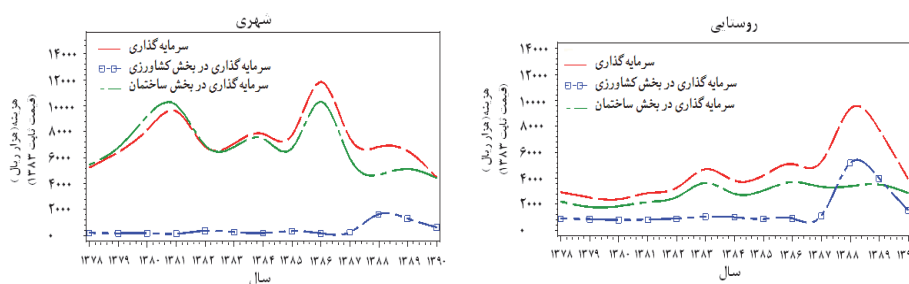 شهری
۱۴۰۰۰
۱۲۰۰۰
۱۰۰۰۰
۸۰۰۰
۶۰۰۰
۴۰۰۰
۲۰۰۰
۰
هزینه(هزار ریال )
(قیمت ثابت ۱۳۸۳)
سرمایه گذاری
سرمایه گذاری در بخش کشاورزی
سرمایه گذاری در بخش ساختمان
۱۳۷۸ ۱۳۷۹ ۱۳۸۰ ۱۳۸۱ ۱۳۸۲ ۱۳۸۳ ۱۳۸۴ ۱۳۸۵ ۱۳۸۶ ۱۳۸۷ ۱۳۸۸ ۱۳۸۹ ۱۳۹۰
سال
روستایی
۱۴۰۰۰
۱۲۰۰۰
۱۰۰۰۰
۸۰۰۰
۶۰۰۰
۴۰۰۰
۲۰۰۰
۰
هزینه(هزار ریال )
(قیمت ثابت ۱۳۸۳)
سرمایه گذاری
سرمایه گذاری در بخش کشاورزی
سرمایه گذاری در بخش ساختمان
۱۳۷۸ ۱۳۷۹ ۱۳۸۰ ۱۳۸۱ ۱۳۸۲ ۱۳۸۳ ۱۳۸۴ ۱۳۸۵ ۱۳۸۶ ۱۳۸۷ ۱۳۸۸ ۱۳۸۹ ۱۳۹۰
سال